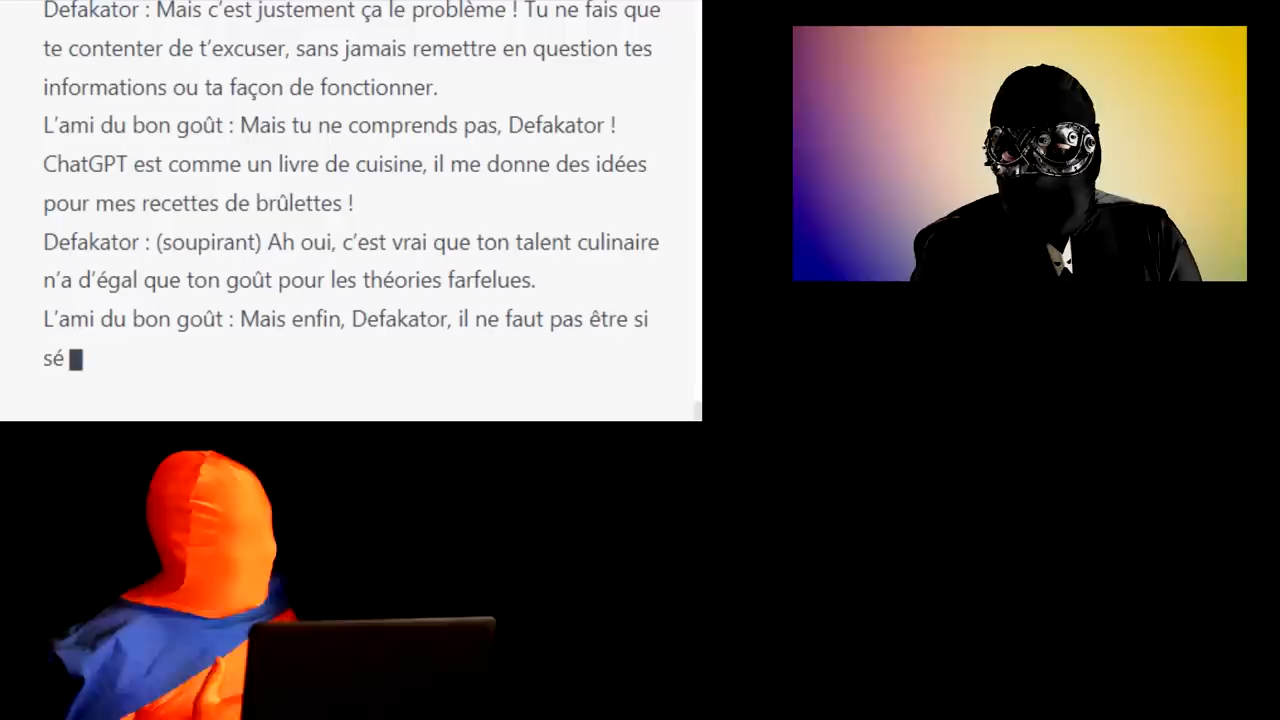 Defakator : Mais c’est justement ça le problème ! Tu ne fais que
te contenter de t’excuser, sans jamais remettre en question tes
informations ou ta façon de fonctionner.
L’ami du bon goût : Mais tu ne comprends pas, Defakator !
ChatGPT est comme un livre de cuisine, il me donne des idées
pour mes recettes de brûlettes !
Defakator : (soupirant) Ah oui, c’est vrai que ton talent culinaire
n’a d’égal que ton goût pour les théories farfelues.
L’ami du bon goût : Mais enfin, Defakator, il ne faut pas être si
sé